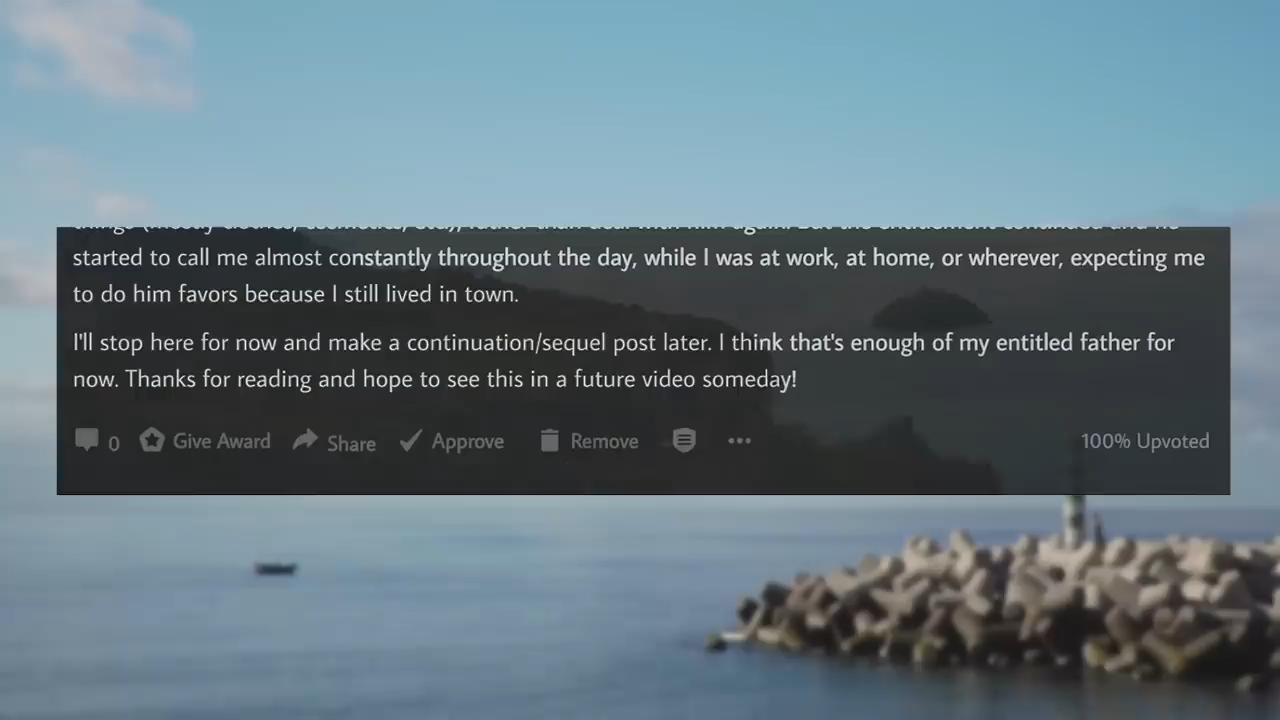 started to call me almost constantly throughout the day, while I was at work, at home, or wherever, expecting me
to do him favors because I still lived in town.
I'll stop here for now and make a continuation/sequel post later. I think that's enough of my entitled father for
now. Thanks for reading and hope to see this in a future video someday!
0 Give Award Share Approve Remove 100% Upvoted